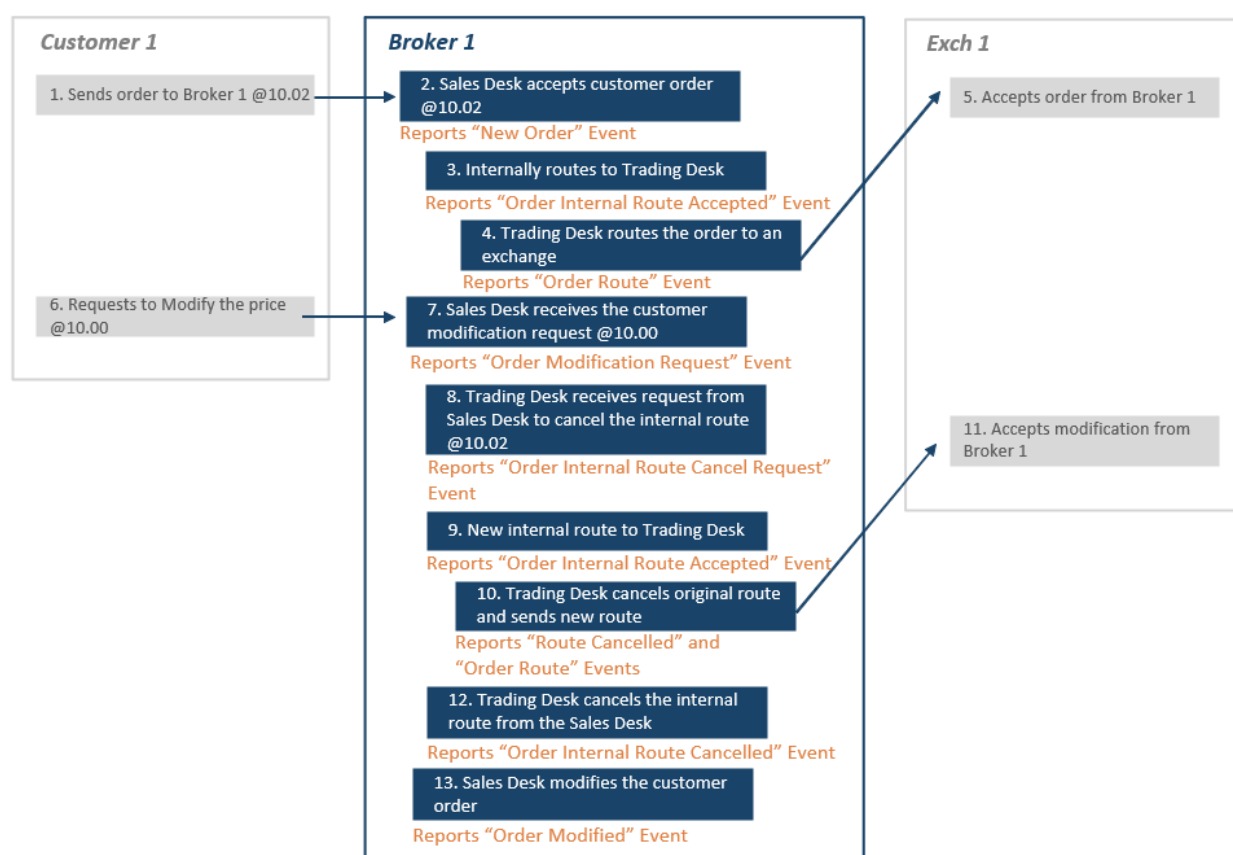 Customer 1
1. Sends order to Broker 1 @10.02
6. Requests to Modify the price
@10.00
Broker 1
2. Sales Desk accepts customer order
@10.02
Reports “New Order” Event
3. Internally routes to Trading Desk
Reports “Order Internal Route Accepted” Event
4. Trading Desk routes the order to an
exchange
Reports “Order Route” Event
7. Sales Desk receives the customer
modification request @10.00
Reports “Order Modification Request” Event
8. Trading Desk receives request from
Sales Desk to cancel the internal route
@10.02
Reports “Order Internal Route Cancel Request”
Event
9. New internal route to Trading Desk
Reports “Order Internal Route Accepted” Event
10. Trading Desk cancels original route
and sends new route
Reports “Route Cancelled” and
“Order Route” Events
12. Trading Desk cancels the internal
route from the Sales Desk
Reports “Order Internal Route Cancelled” Event
13. Sales Desk modifies the customer
order
Reports “Order Modified” Event
Exch 1
5. Accepts order from Broker 1
11. Accepts modification from
Broker 1